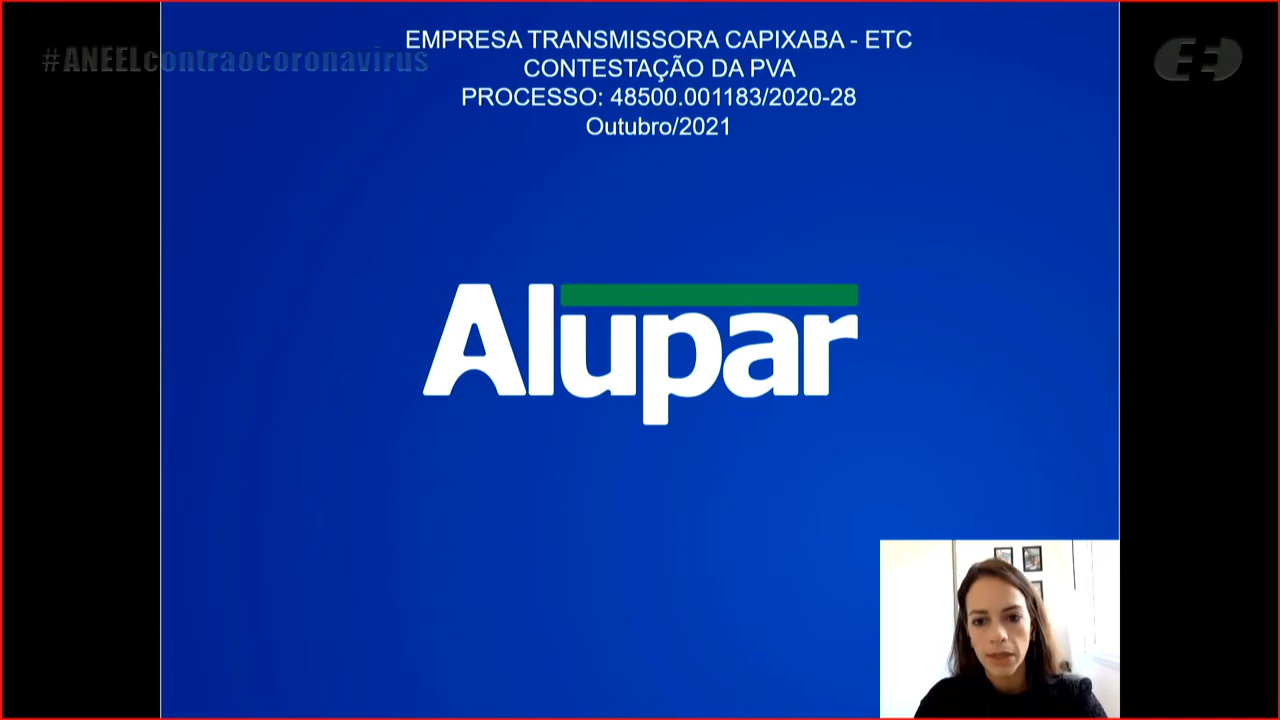 EMPRESA TRANSMISSORA CAPIXABA - ETC
#ANEELcontraocoronavirus
CONTESTAÇÃO DA PVA
PROCESSO: 48500.001183/2020-28
Outubro/2021
Alupar